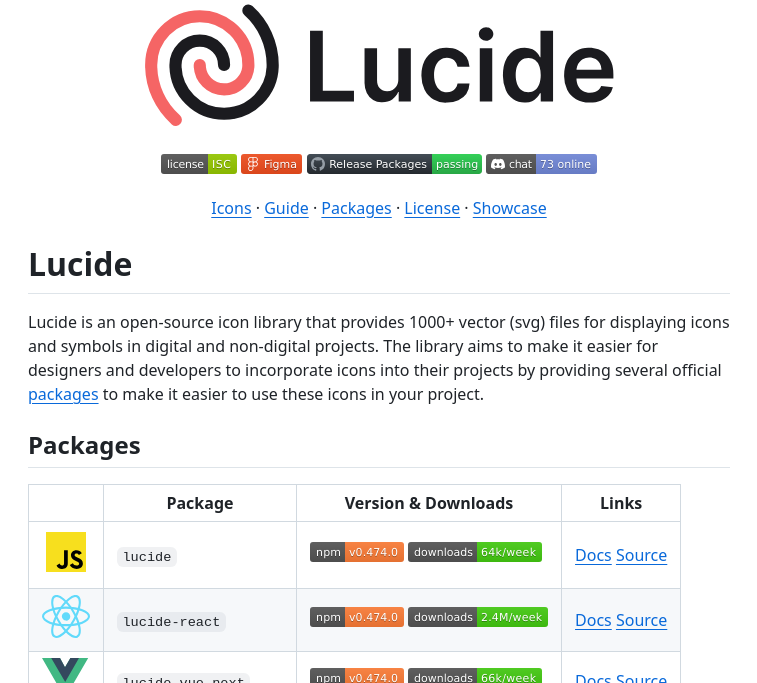 Lucide
license ISC Figma Release Packages passing chat 73 online
Icons · Guide · Packages · License · Showcase
Lucide
Lucide is an open-source icon library that provides 1000+ vector (svg) files for displaying icons
and symbols in digital and non-digital projects. The library aims to make it easier for
designers and developers to incorporate icons into their projects by providing several official
packages to make it easier to use these icons in your project.
Packages
Package Version & Downloads Links
JS lucide npm v0.474.0 downloads 64k/week Docs Source
lucide-react npm v0.474.0 downloads 2.4M/week Docs Source
lucide-vue-next npm v0.474.0 downloads 66k/week Docs Source